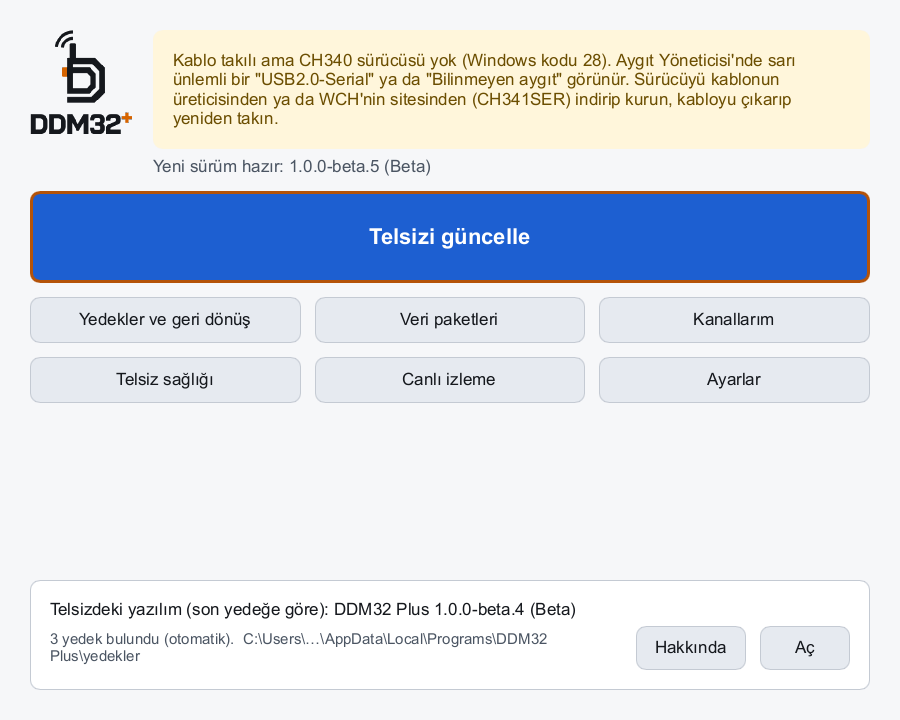 DDM32+
Kablo takılı ama CH340 sürücüsü yok (Windows kodu 28). Aygıt Yöneticisi'nde sarı
ünlemli bir "USB2.0-Serial" ya da "Bilinmeyen aygıt" görünür. Sürücüyü kablonun
üreticisinden ya da WCH'nin sitesinden (CH341SER) indirip kurun, kabloyu çıkarıp
yeniden takın.
Yeni sürüm hazır: 1.0.0-beta.5 (Beta)
Telsizi güncelle
Yedekler ve geri dönüş
Veri paketleri
Kanallarım
Telsiz sağlığı
Canlı izleme
Ayarlar
Telsizdeki yazılım (son yedeğe göre): DDM32 Plus 1.0.0-beta.4 (Beta)
3 yedek bulundu (otomatik).  C:\Users\...\AppData\Local\Programs\DDM32
Plus\yedekler
Hakkında
Aç